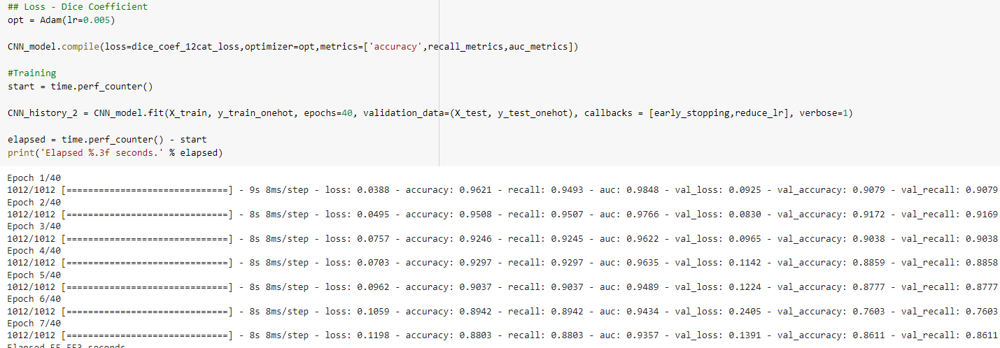 ## Loss - Dice Coefficient
opt = Adam(lr=0.005)
CNN_model.compile(loss=dice_coef_12cat_loss,optimizer=opt,metrics=['accuracy',recall_metrics,auc_metrics])
#Training
start = time.perf_counter()
CNN_history_2 = CNN_model.fit(X_train, y_train_onehot, epochs=40, validation_data=(X_test, y_test_onehot), callbacks = [early_stopping,reduce_lr], verbose=1)
elapsed = time.perf_counter() - start
print('Elapsed %.3f seconds.' % elapsed)
Epoch 1/40
1012/1012 [==============================] - 9s 8ms/step - loss: 0.0388 - accuracy: 0.9621 - recall: 0.9493 - auc: 0.9848 - val_loss: 0.0925 - val_accuracy: 0.9079 - val_recall: 0.9079
Epoch 2/40
1012/1012 [==============================] - 8s 8ms/step - loss: 0.0495 - accuracy: 0.9508 - recall: 0.9507 - auc: 0.9766 - val_loss: 0.0830 - val_accuracy: 0.9172 - val_recall: 0.9169
Epoch 3/40
1012/1012 [==============================] - 8s 8ms/step - loss: 0.0757 - accuracy: 0.9246 - recall: 0.9245 - auc: 0.9622 - val_loss: 0.0965 - val_accuracy: 0.9038 - val_recall: 0.9038
Epoch 4/40
1012/1012 [==============================] - 8s 8ms/step - loss: 0.0703 - accuracy: 0.9297 - recall: 0.9297 - auc: 0.9635 - val_loss: 0.1142 - val_accuracy: 0.8859 - val_recall: 0.8858
Epoch 5/40
1012/1012 [==============================] - 8s 8ms/step - loss: 0.0962 - accuracy: 0.9037 - recall: 0.9037 - auc: 0.9489 - val_loss: 0.1224 - val_accuracy: 0.8777 - val_recall: 0.8777
Epoch 6/40
1012/1012 [==============================] - 8s 8ms/step - loss: 0.1059 - accuracy: 0.8942 - recall: 0.8942 - auc: 0.9434 - val_loss: 0.2405 - val_accuracy: 0.7603 - val_recall: 0.7603
Epoch 7/40
1012/1012 [==============================] - 8s 8ms/step - loss: 0.1198 - accuracy: 0.8803 - recall: 0.8803 - auc: 0.9357 - val_loss: 0.1391 - val_accuracy: 0.8611 - val_recall: 0.8611
Elapsed 55.553 seconds